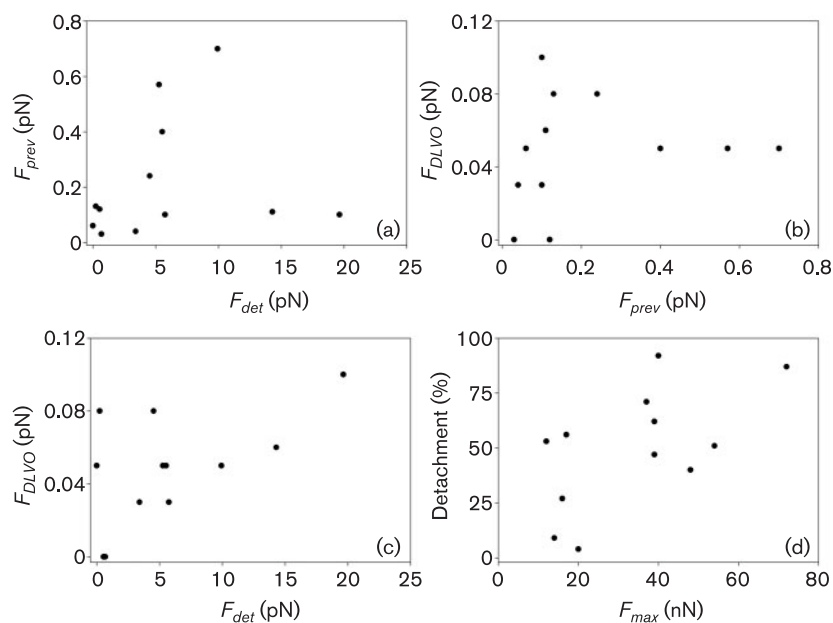 0.8
0.6
0.4
0.2
0
F_prev (pN)
0 5 10 15 20 25
F_det (pN)
(a)
0.12
0.08
0.04
0
F_DLVO (pN)
0 0.2 0.4 0.6 0.8
F_prev (pN)
(b)
0.12
0.08
0.04
0
F_DLVO (pN)
0 5 10 15 20 25
F_det (pN)
(c)
100
75
50
25
0
Detachment (%)
0 20 40 60 80
F_max (nN)
(d)